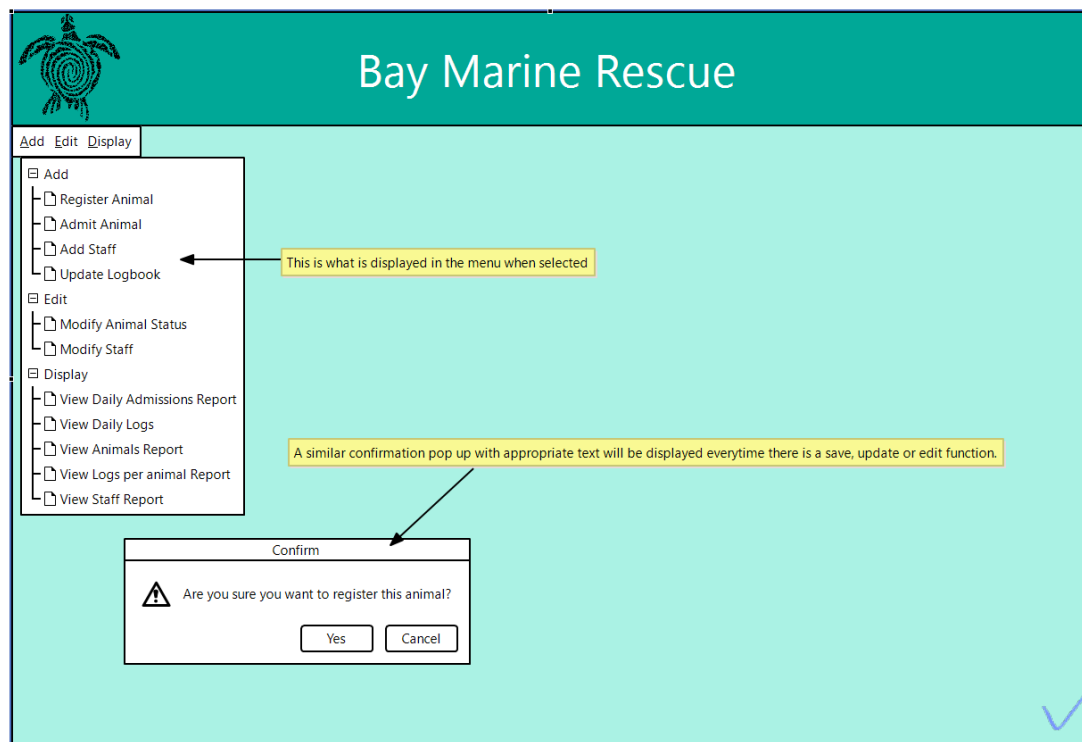 Bay Marine Rescue
Add Edit Display
Add
Register Animal
Admit Animal
Add Staff
Update Logbook
This is what is displayed in the menu when selected
Edit
Modify Animal Status
Modify Staff
Display
View Daily Admissions Report
View Daily Logs
View Animals Report
View Logs per animal Report
View Staff Report
A similar confirmation pop up with appropriate text will be displayed everytime there is a save, update or edit function.
Confirm
Are you sure you want to register this animal?
Yes Cancel